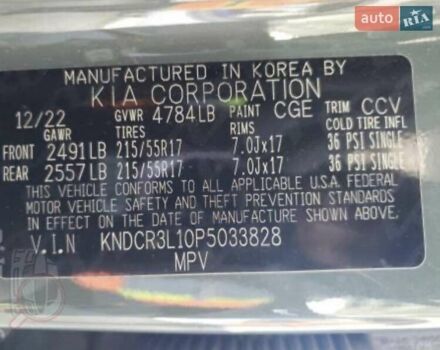 auto RIA
MANUFACTURED IN KOREA BY
KIA CORPORATION
12/22 GVWR 4784LB PAINT CGE TRIM CCV
GAWR TIRES RIMS COLD TIRE INFL
FRONT 2491LB 215/55R17 7.0Jx17 36 PSI SINGLE
REAR 2557LB 215/55R17 7.0Jx17 36 PSI SINGLE
THIS VEHICLE CONFORMS TO ALL APPLICABLE U.S.A. FEDERAL
MOTOR VEHICLE SAFETY AND THEFT PREVENTION STANDARDS
IN EFFECT ON THE DATE OF MANUFACTURE SHOWN ABOVE.
V.I.N KNDCR3L10P5033828
MPV